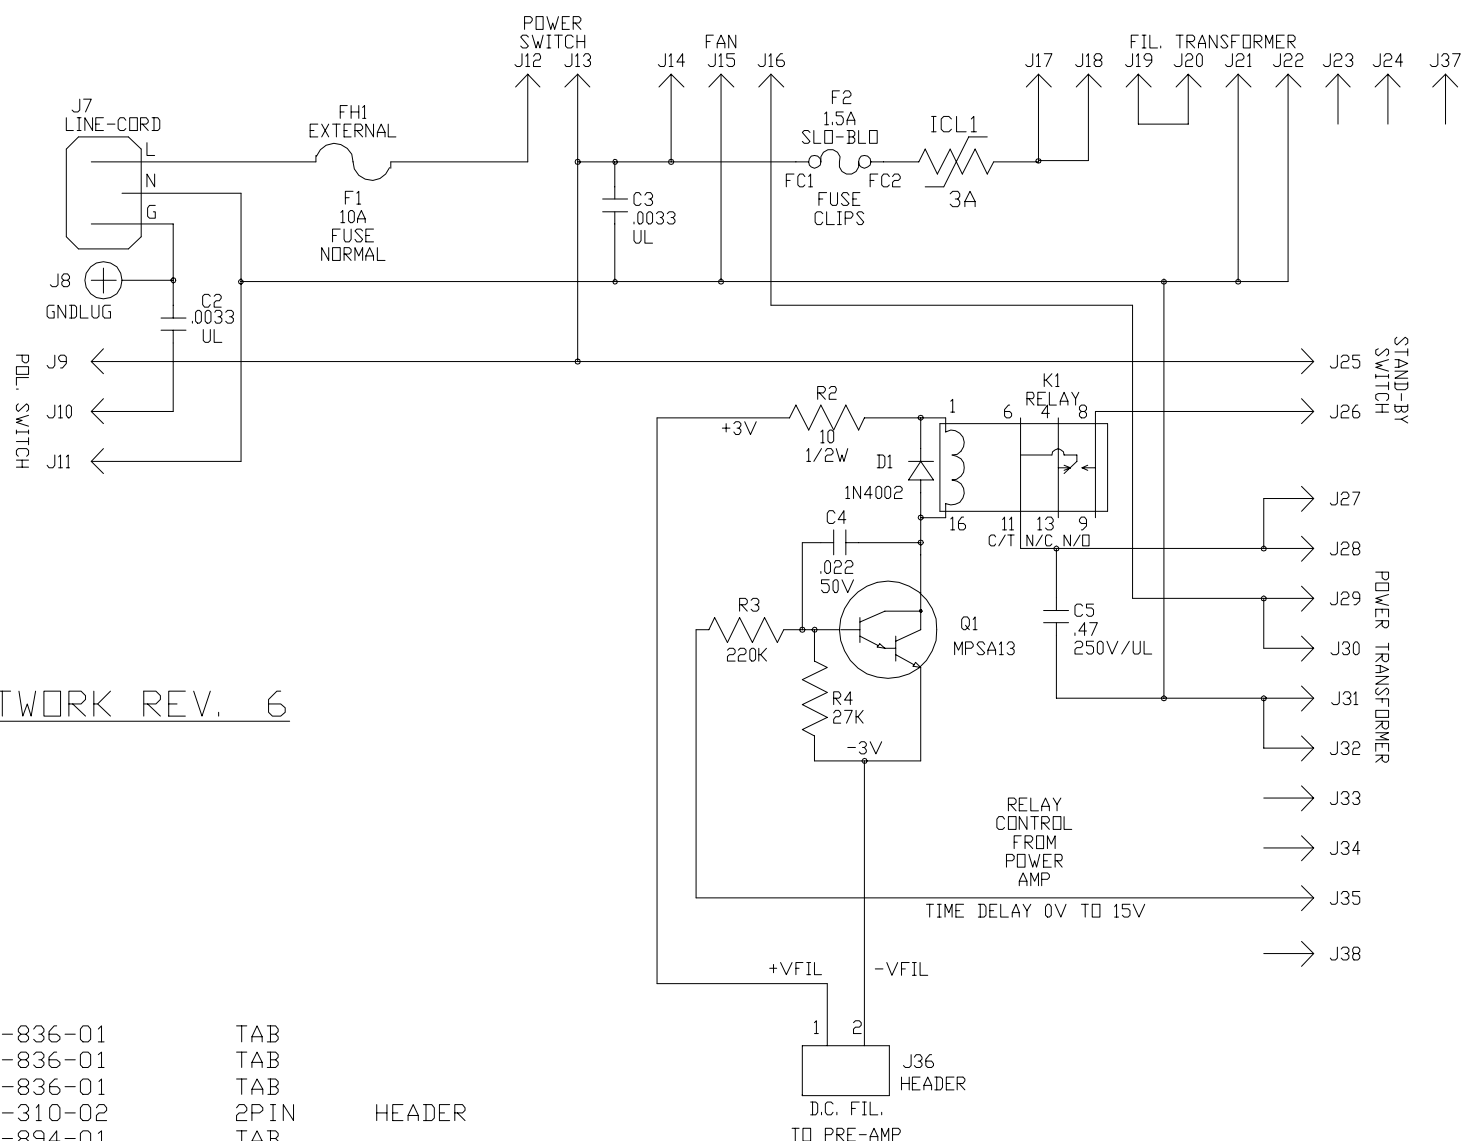 POWER
SWITCH
J12 J13
J14
FAN
J15
J16
J17 J18
FIL. TRANSFORMER
J19 J20 J21 J22 J23 J24 J37
J7
LINE-CORD
L
N
G
FH1
EXTERNAL
F1
10A
FUSE
NORMAL
F2
1.5A
SLO-BLO
FC1 FC2
FUSE
CLIPS
ICL1
3A
C3
.0033
UL
J8
GNDLUG
C2
.0033
UL
J9
J10
J11
POL. SWITCH
J25
J26
STAND-BY
SWITCH
R2
+3V
10
1/2W
D1
1N4002
K1
RELAY
1 6 4 8
16 11 13 9
C/T N/C N/O
C4
.022
50V
J27
J28
J29
J30
J31
J32
POWER TRANSFORMER
C5
.47
250V/UL
R3
220K
Q1
MPSA13
R4
27K
-3V
TWORK REV. 6
J33
J34
J35
J38
RELAY
CONTROL
FROM
POWER
AMP
TIME DELAY 0V TO 15V
+VFIL -VFIL
1 2
J36
HEADER
D.C. FIL.
TO PRE-AMP
-836-01 TAB
-836-01 TAB
-836-01 TAB
-310-02 2PIN HEADER
-894-01 TAB